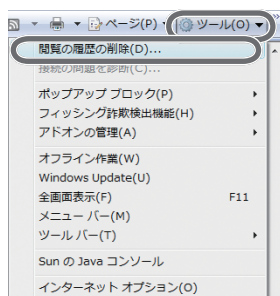 ページ(P)
ツール(O)
閲覧の履歴の削除(D)...
接続の問題を診断(C)...
ポップアップ ブロック(P)
フィッシング詐欺検出機能(H)
アドオンの管理(A)
オフライン作業(W)
Windows Update(U)
全画面表示(F) F11
メニュー バー(M)
ツール バー(T)
Sun の Java コンソール
インターネット オプション(O)